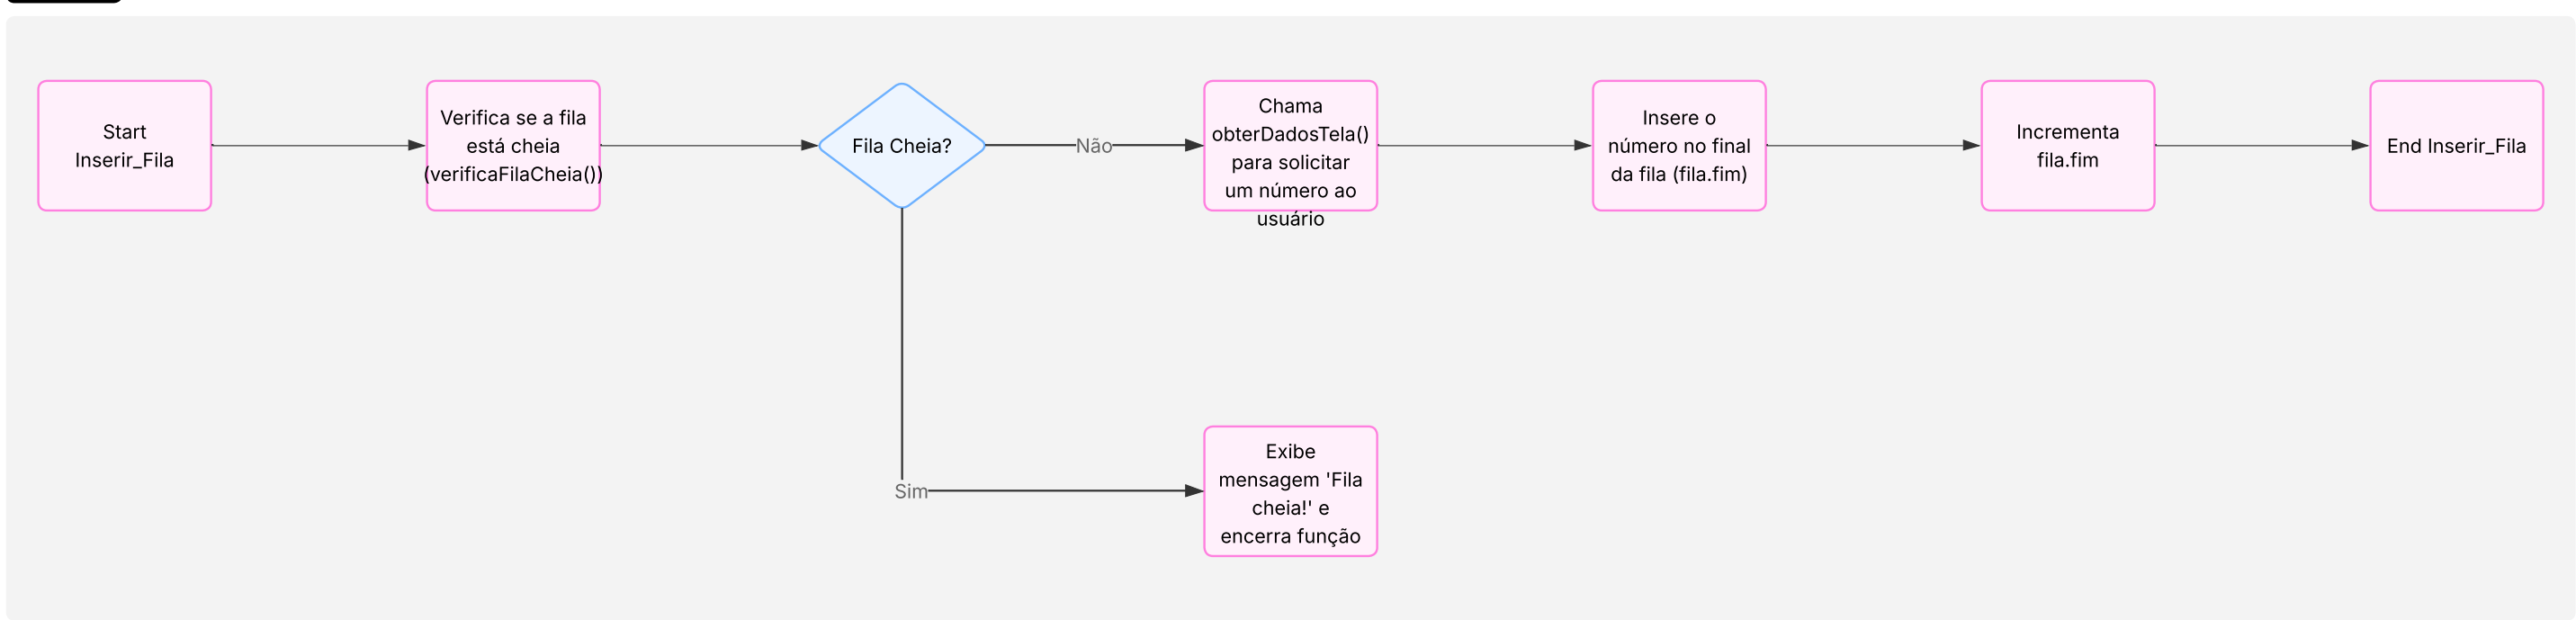 Start
Inserir_Fila
Verifica se a fila
está cheia
(verificaFilaCheia())
Fila Cheia?
Não
Chama
obterDadosTela()
para solicitar
um número ao
usuário
Insere o
número no final
da fila (fila.fim)
Incrementa
fila.fim
End Inserir_Fila
Sim
Exibe
mensagem 'Fila
cheia!' e
encerra função